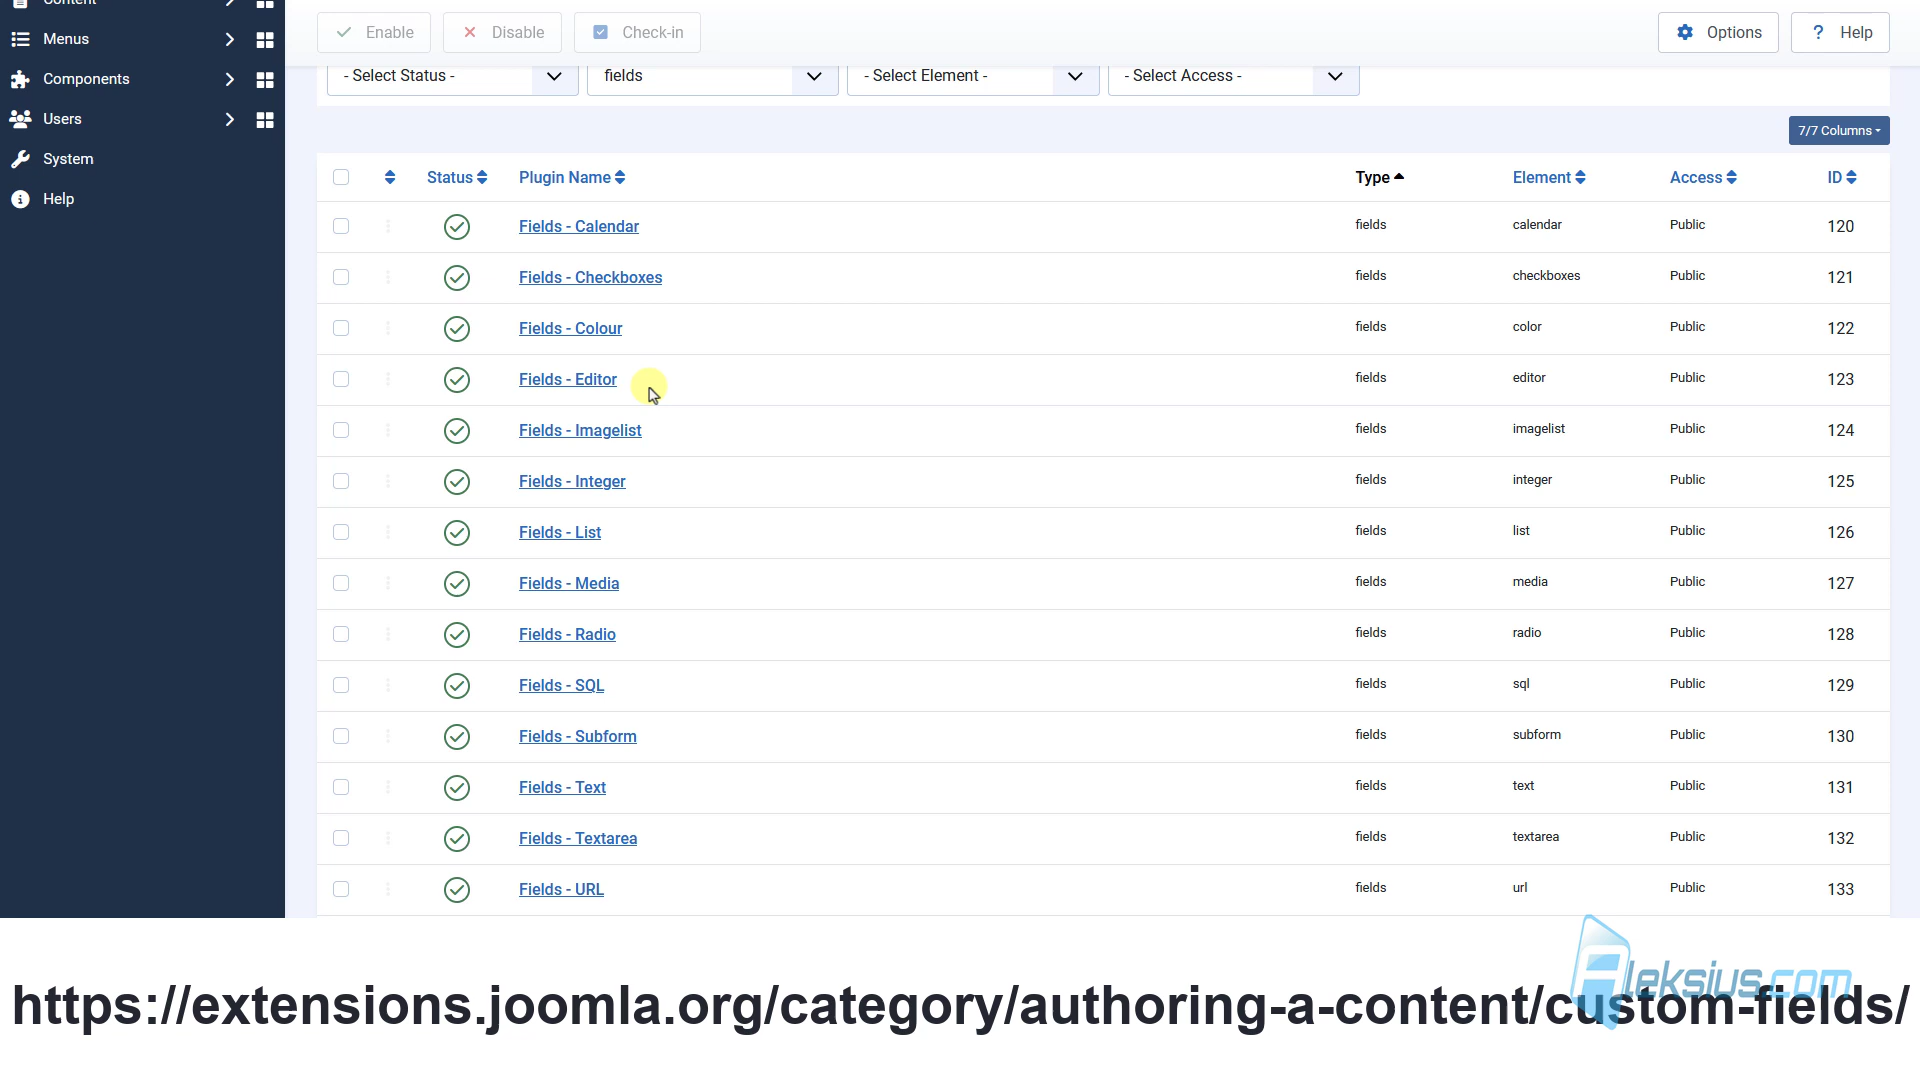 Content
Menus
Components
Users
System
Help
Enable
Disable
Check-in
Options
? Help
- Select Status -
fields
- Select Element -
- Select Access -
7/7 Columns
Status Plugin Name Type Element Access ID
Fields - Calendar fields calendar Public 120
Fields - Checkboxes fields checkboxes Public 121
Fields - Colour fields color Public 122
Fields - Editor fields editor Public 123
Fields - Imagelist fields imagelist Public 124
Fields - Integer fields integer Public 125
Fields - List fields list Public 126
Fields - Media fields media Public 127
Fields - Radio fields radio Public 128
Fields - SQL fields sql Public 129
Fields - Subform fields subform Public 130
Fields - Text fields text Public 131
Fields - Textarea fields textarea Public 132
Fields - URL fields url Public 133
Aleksius.com
https://extensions.joomla.org/category/authoring-a-content/custom-fields/